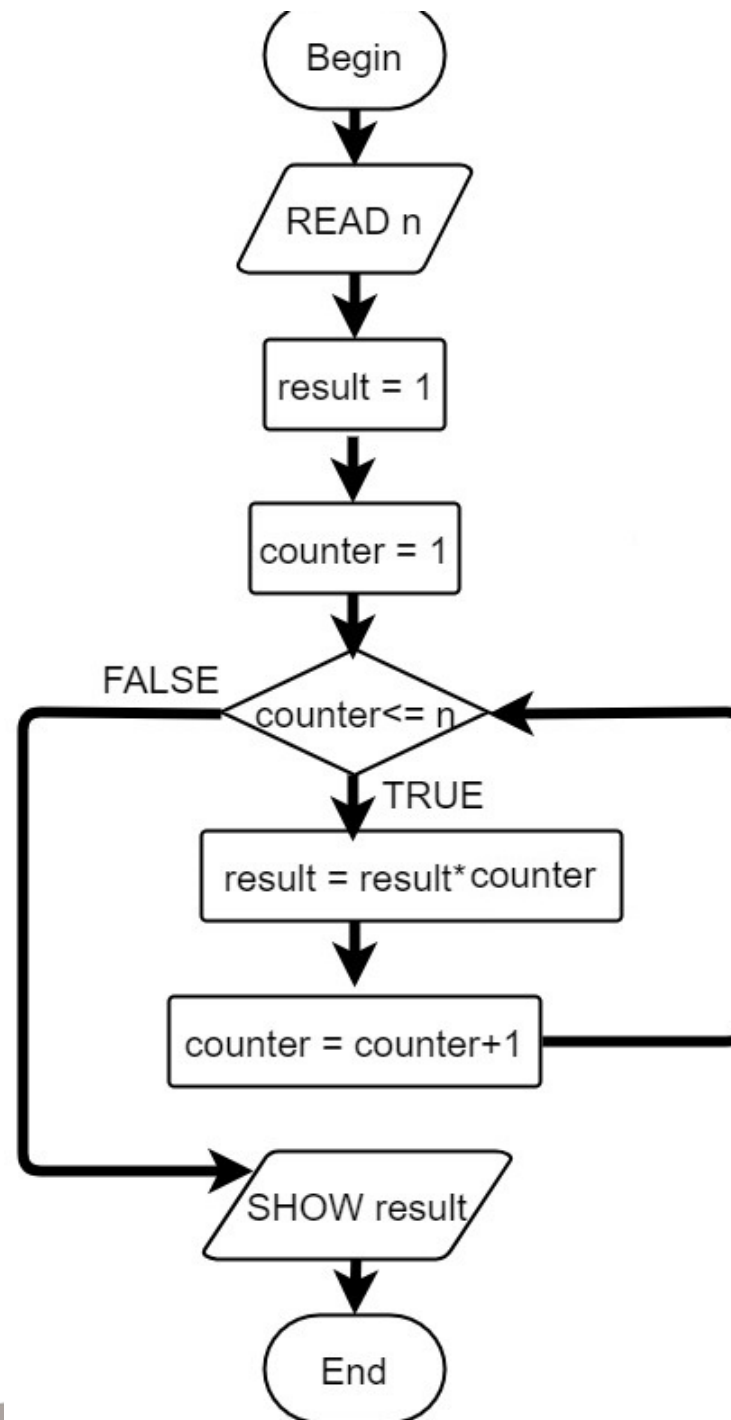 Begin
READ n
result = 1
counter = 1
FALSE
counter<= n
TRUE
result = result*counter
counter = counter+1
SHOW result
End